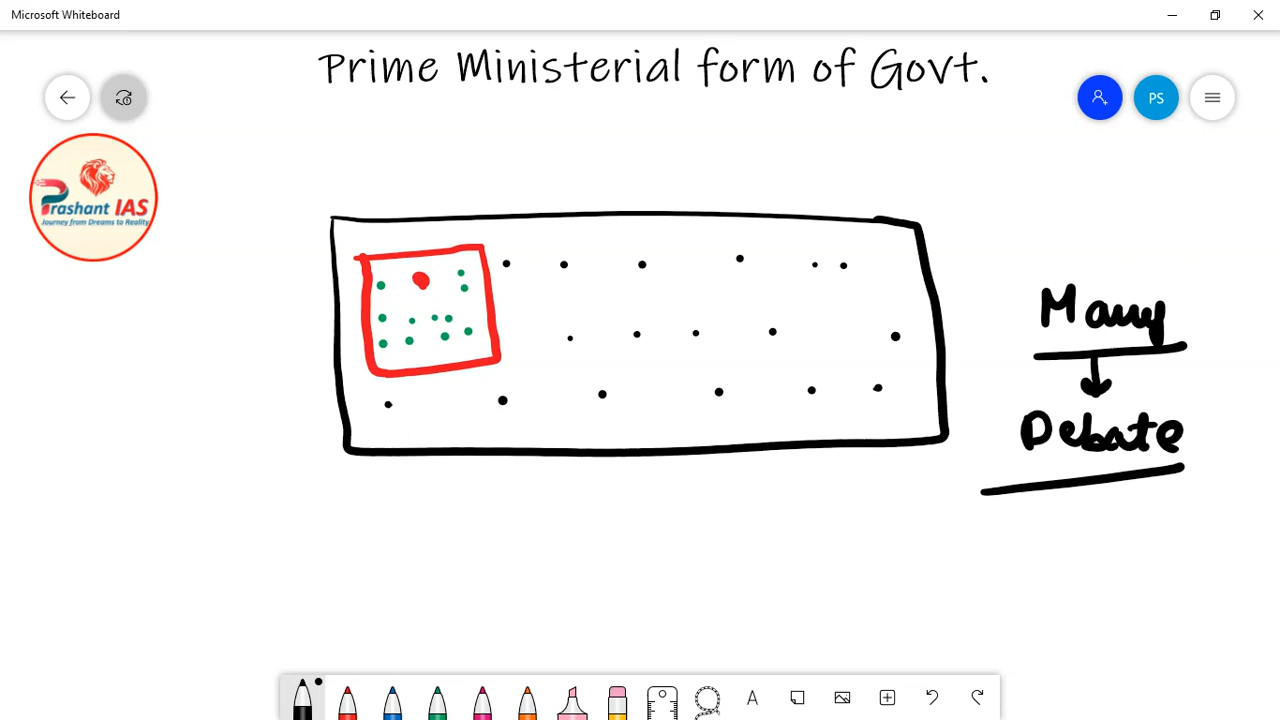 Microsoft Whiteboard
Prime Ministerial form of Govt.
PS
Prashant IAS
Journey from Dreams to Reality
Many
Debate
A